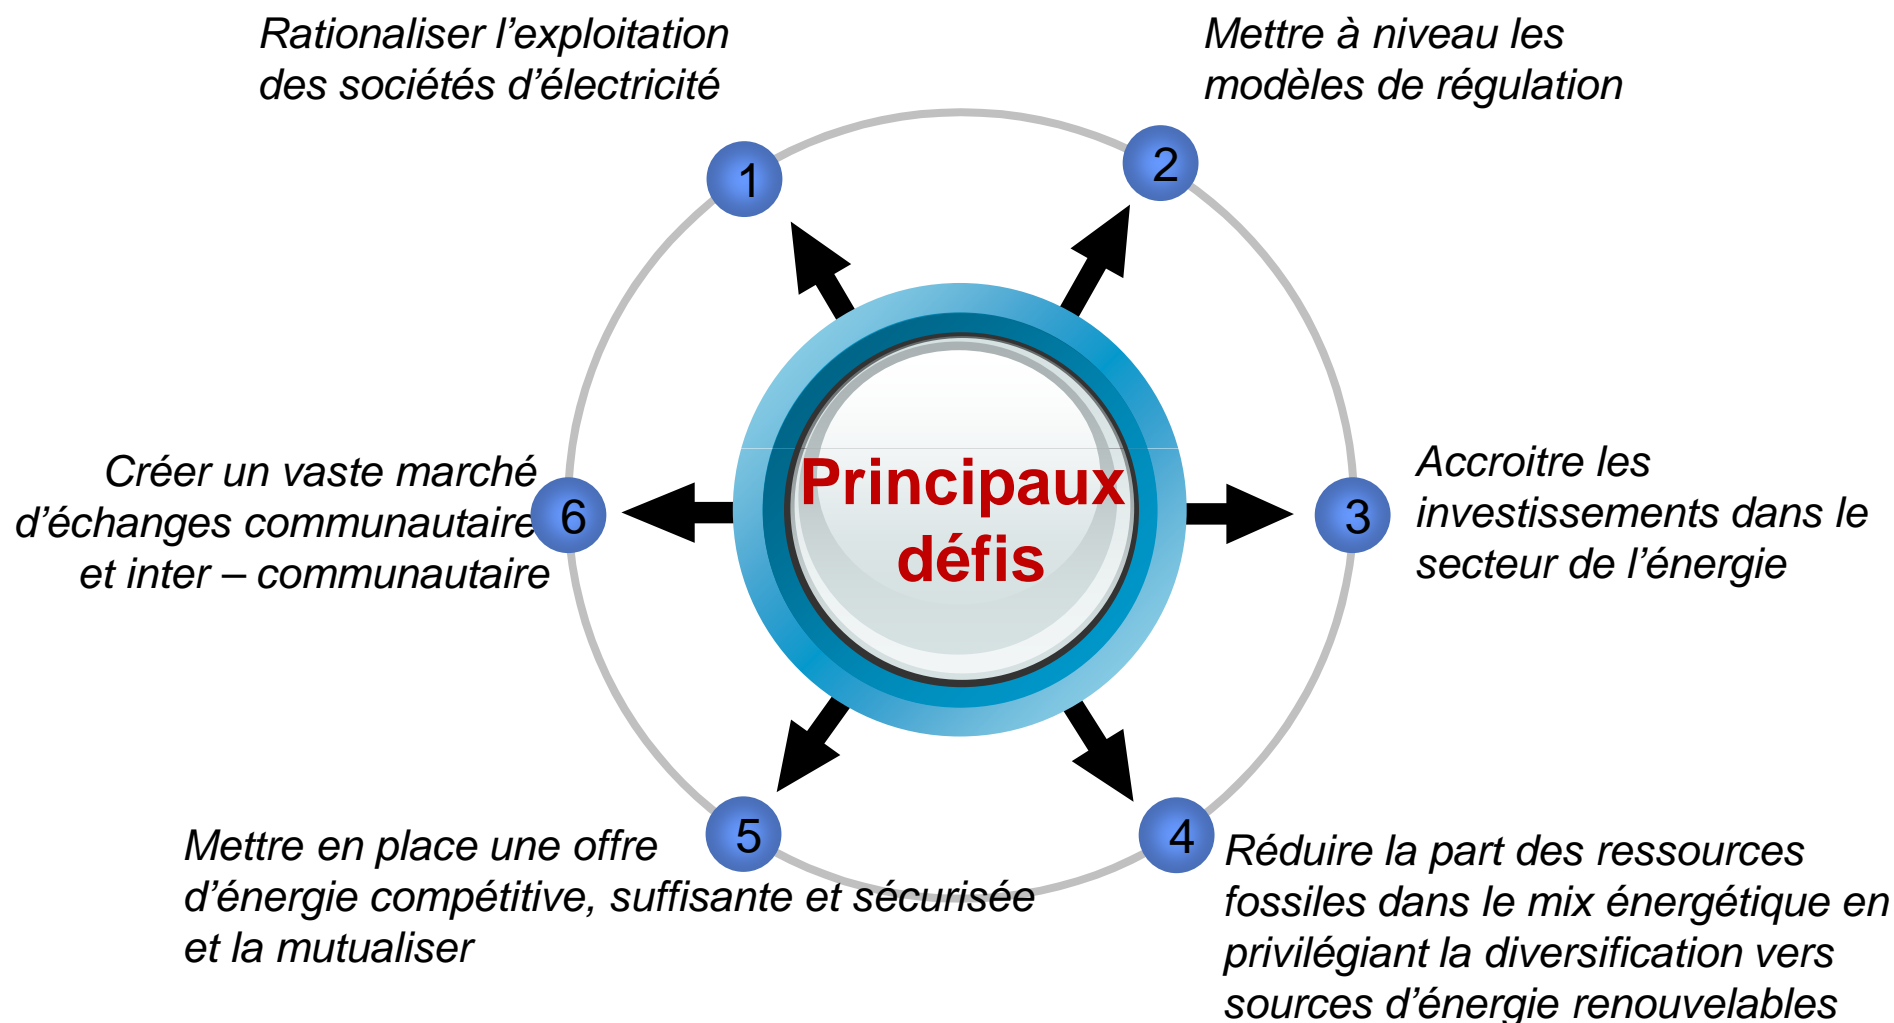 Rationaliser l’exploitation
des sociétés d’électricité
1
Mettre à niveau les
modèles de régulation
2
Accroitre les
investissements dans le
secteur de l’énergie
3
Réduire la part des ressources
fossiles dans le mix énergétique en
privilégiant la diversification vers
sources d’énergie renouvelables
4
Mettre en place une offre
d’énergie compétitive, suffisante et sécurisée
et la mutualiser
5
Créer un vaste marché
d’échanges communautaire
et inter – communautaire
6
Principaux
défis